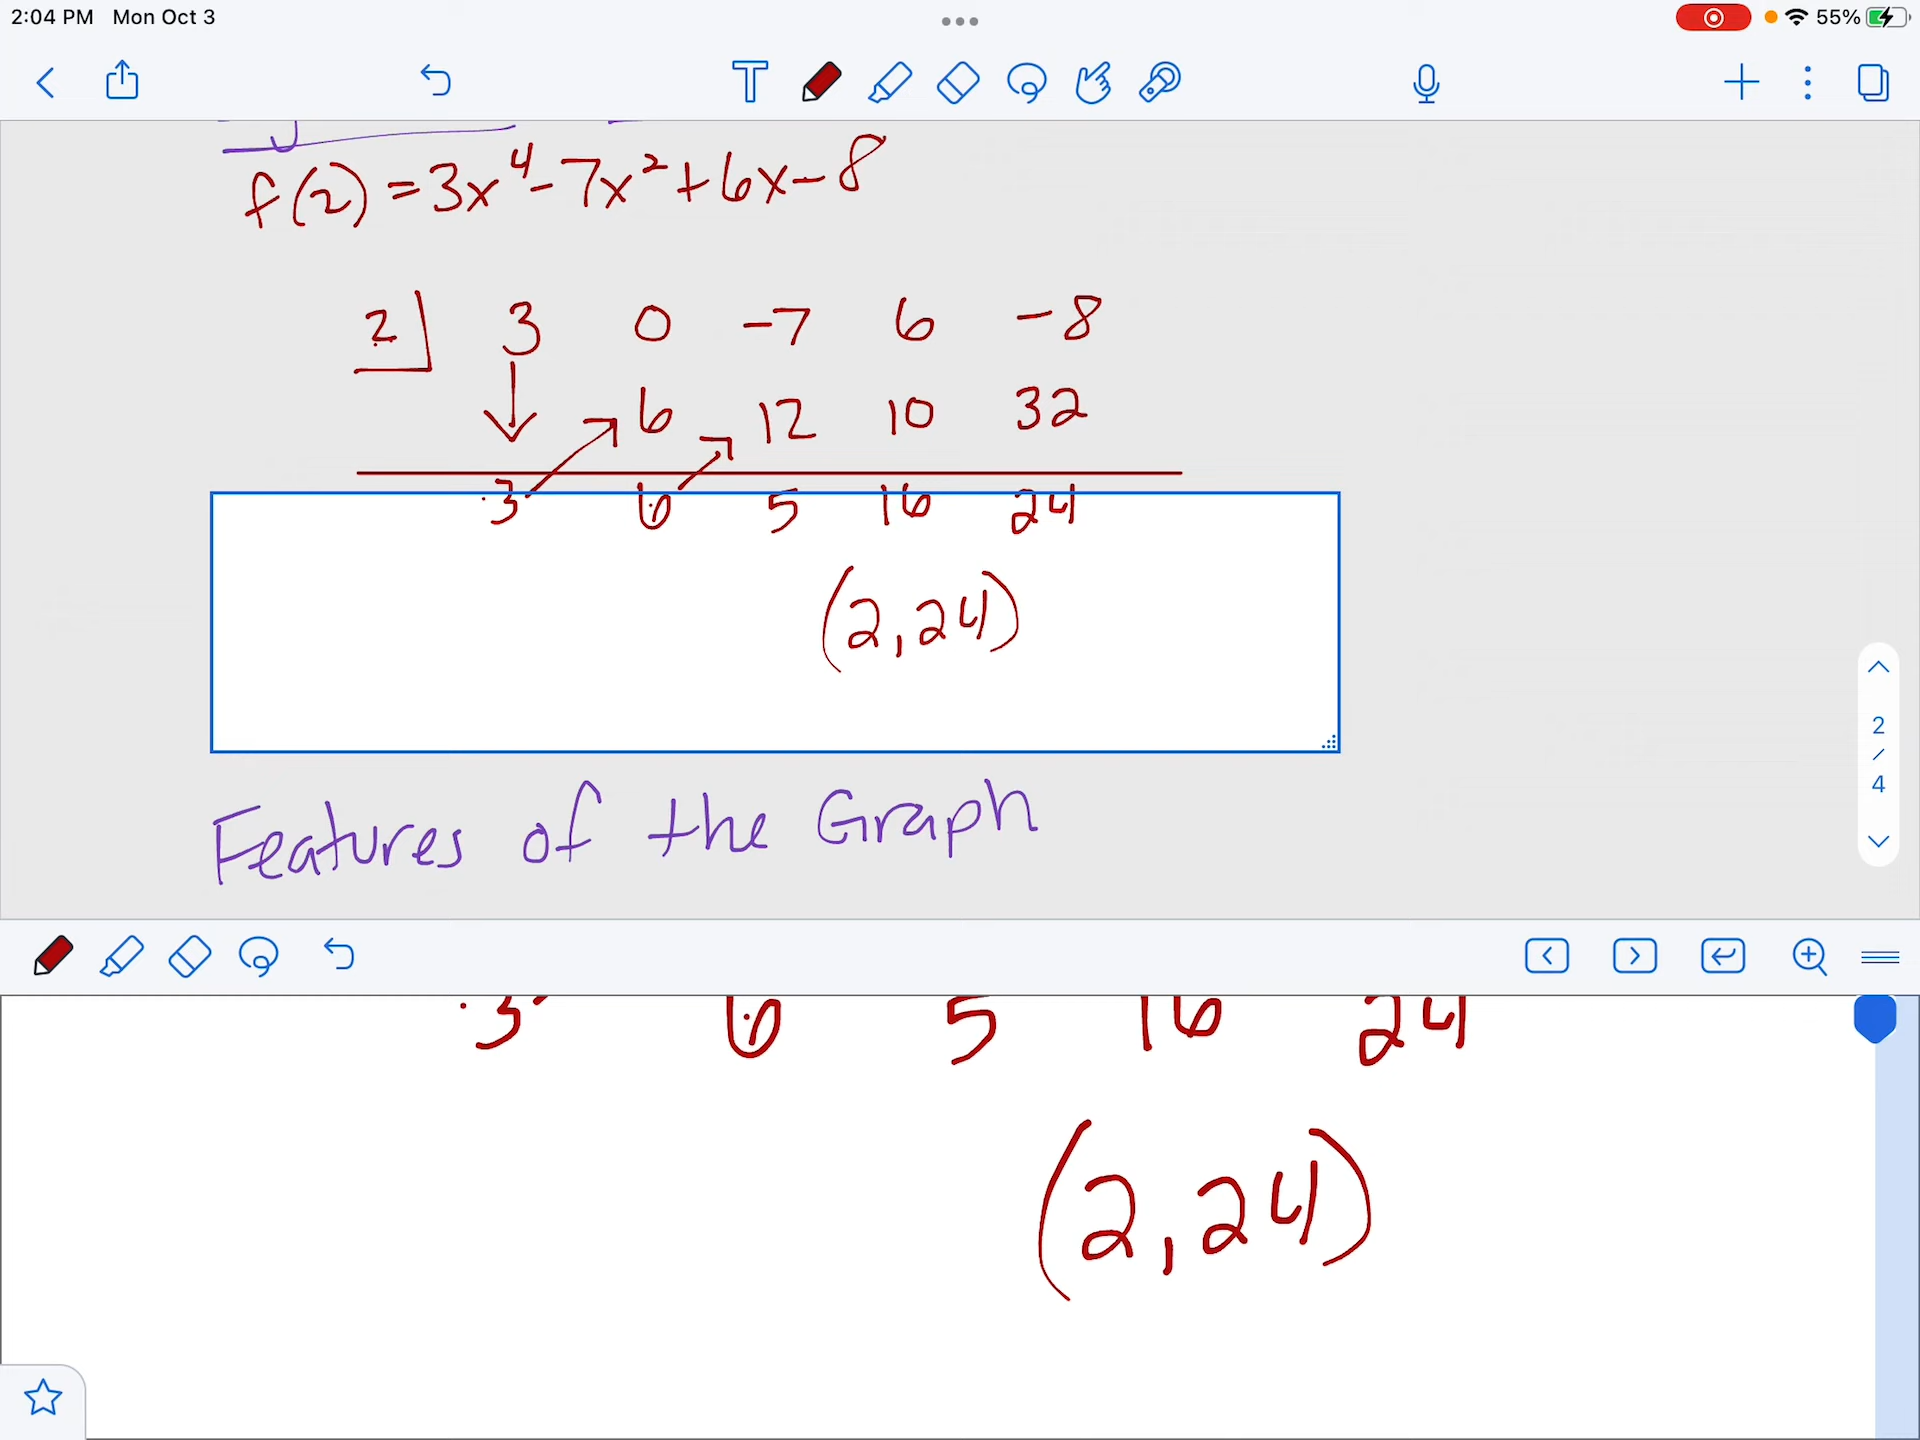 2:04 PM Mon Oct 3
55%
f(2) = 3x⁴ - 7x² + 6x - 8
2 3 0 -7 6 -8
6 12 10 32
3 6 5 16 24
(2, 24)
2 / 4
Features of the Graph
3 6 5 16 24
(2, 24)